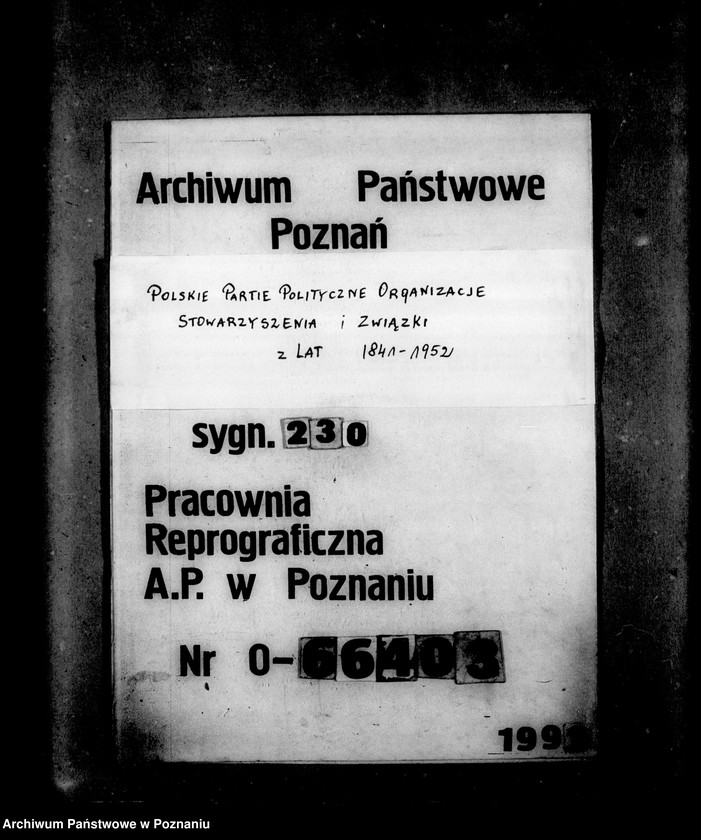 Archiwum Państwowe
Poznań
POLSKIE PARTIE POLITYCZNE ORGANIZACJE
STOWARZYSZENIA i ZWIĄZKI
z LAT 1841-1952
sygn. 230
Pracownia
Reprograficzna
A.P. w Poznaniu
Nr O-66403
Archiwum Państwowe w Poznaniu